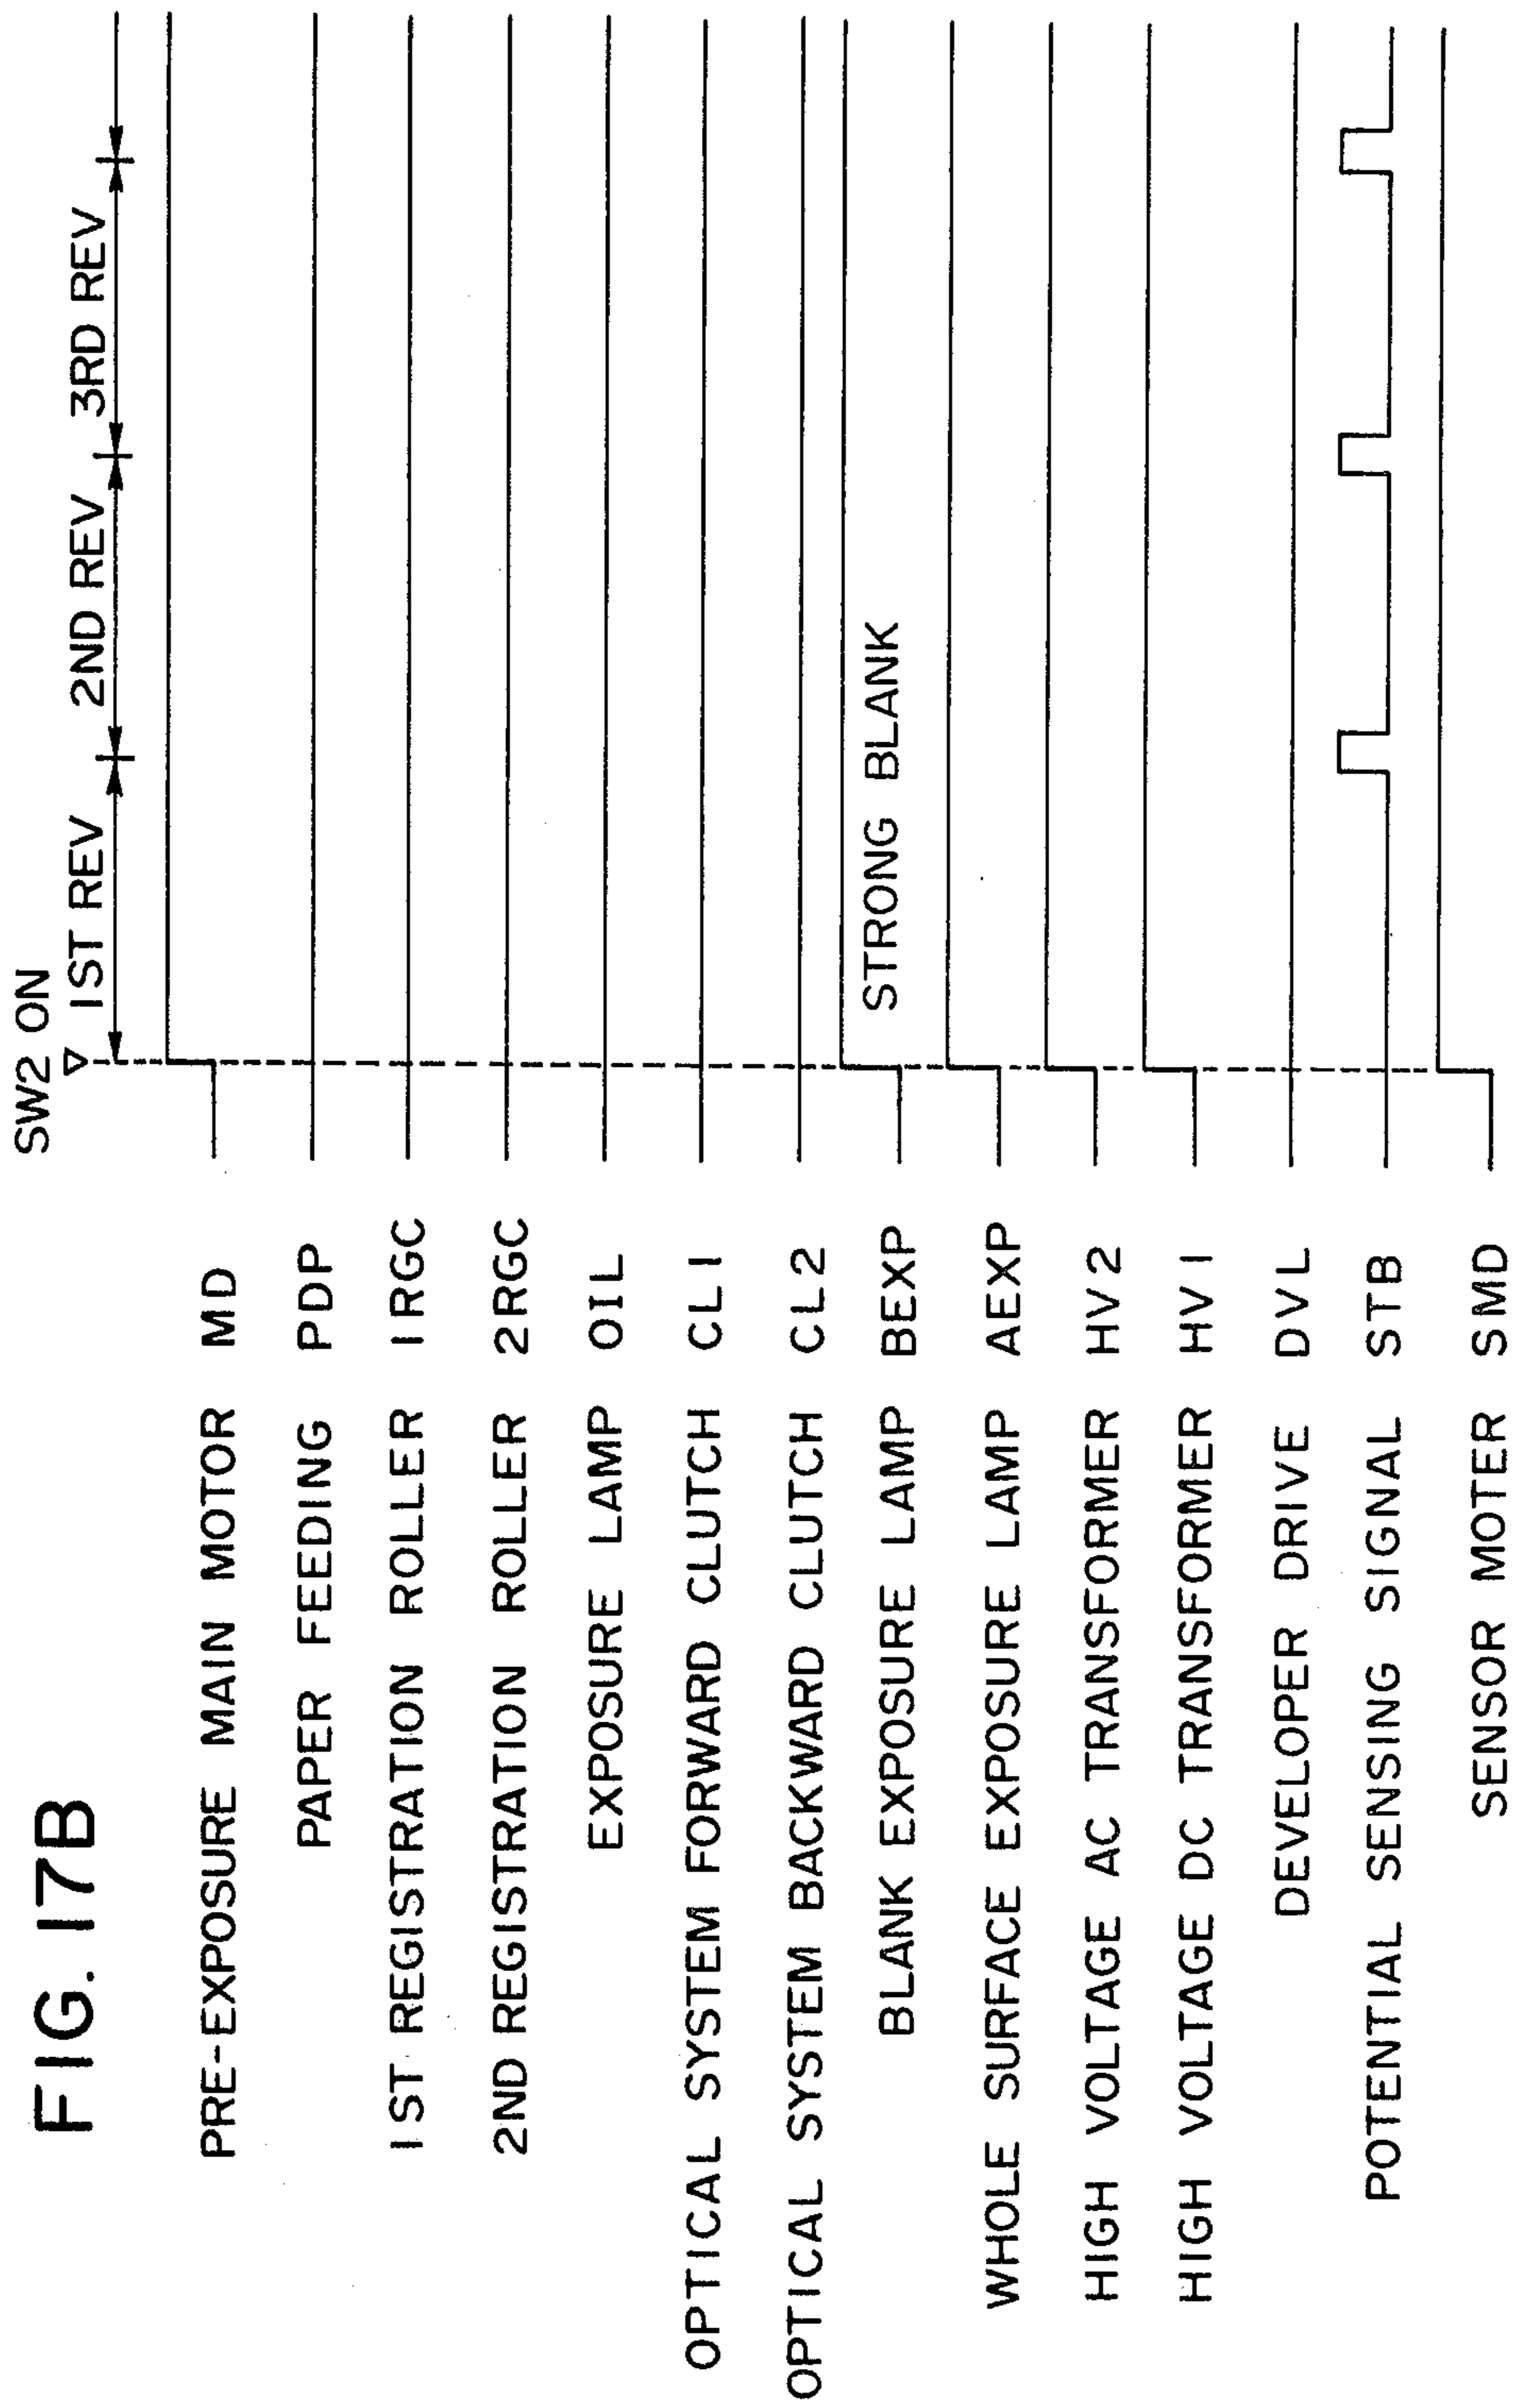 FIG. 17B
SW2 ON
1ST REV 2ND REV 3RD REV
PRE-EXPOSURE MAIN MOTOR MD
PAPER FEEDING PDP
1ST REGISTRATION ROLLER 1RGC
2ND REGISTRATION ROLLER 2RGC
EXPOSURE LAMP OIL
OPTICAL SYSTEM FORWARD CLUTCH CL1
OPTICAL SYSTEM BACKWARD CLUTCH CL2
BLANK EXPOSURE LAMP BEXP
STRONG BLANK
WHOLE SURFACE EXPOSURE LAMP AEXP
HIGH VOLTAGE AC TRANSFORMER HV2
HIGH VOLTAGE DC TRANSFORMER HV1
DEVELOPER DRIVE DVL
POTENTIAL SENSING SIGNAL STB
SENSOR MOTER SMD